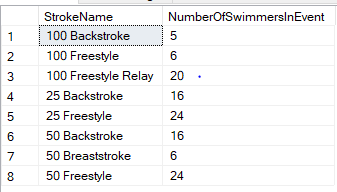 StrokeName NumberOfSwimmersInEvent
1 100 Backstroke 5
2 100 Freestyle 6
3 100 Freestyle Relay 20
4 25 Backstroke 16
5 25 Freestyle 24
6 50 Backstroke 16
7 50 Breaststroke 6
8 50 Freestyle 24